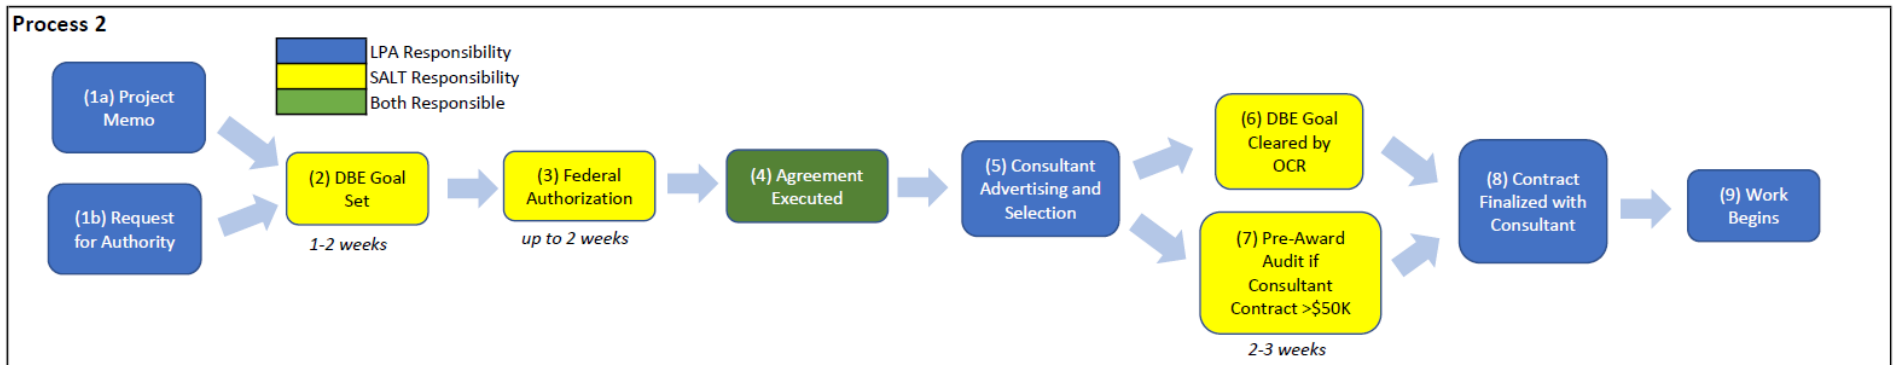 Process 2
LPA Responsibility
SALT Responsibility
Both Responsible
(1a) Project
Memo
(1b) Request
for Authority
(2) DBE Goal
Set
1-2 weeks
(3) Federal
Authorization
up to 2 weeks
(4) Agreement
Executed
(5) Consultant
Advertising and
Selection
(6) DBE Goal
Cleared by
OCR
(7) Pre-Award
Audit if
Consultant
Contract >$50K
2-3 weeks
(8) Contract
Finalized with
Consultant
(9) Work
Begins